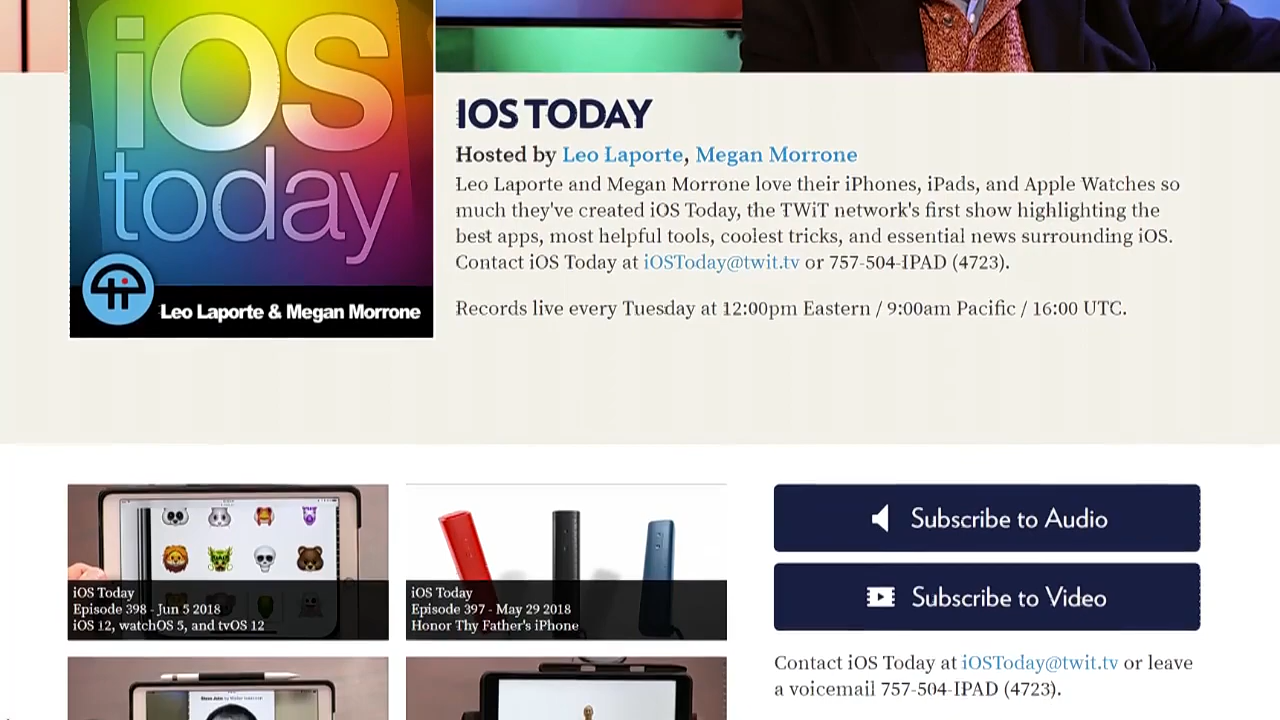 iOS
today
Leo Laporte & Megan Morrone
IOS TODAY
Hosted by Leo Laporte, Megan Morrone
Leo Laporte and Megan Morrone love their iPhones, iPads, and Apple Watches so
much they've created iOS Today, the TWiT network's first show highlighting the
best apps, most helpful tools, coolest tricks, and essential news surrounding iOS.
Contact iOS Today at iOSToday@twit.tv or 757-504-IPAD (4723).
Records live every Tuesday at 12:00pm Eastern / 9:00am Pacific / 16:00 UTC.
iOS Today
Episode 398 - Jun 5 2018
iOS 12, watchOS 5, and tvOS 12
iOS Today
Episode 397 - May 29 2018
Honor Thy Father's iPhone
Subscribe to Audio
Subscribe to Video
Contact iOS Today at iOSToday@twit.tv or leave
a voicemail 757-504-IPAD (4723).